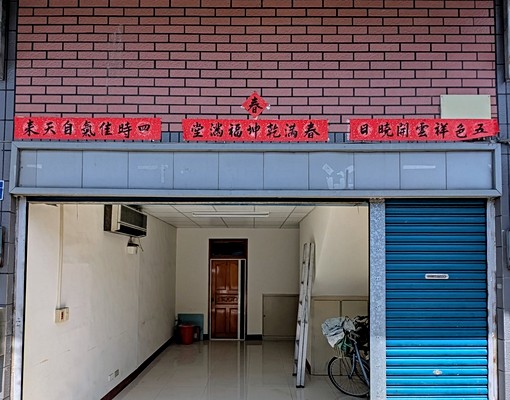 春
五色祥雲開曉日
春滿乾坤福滿堂
四時佳氣自天來